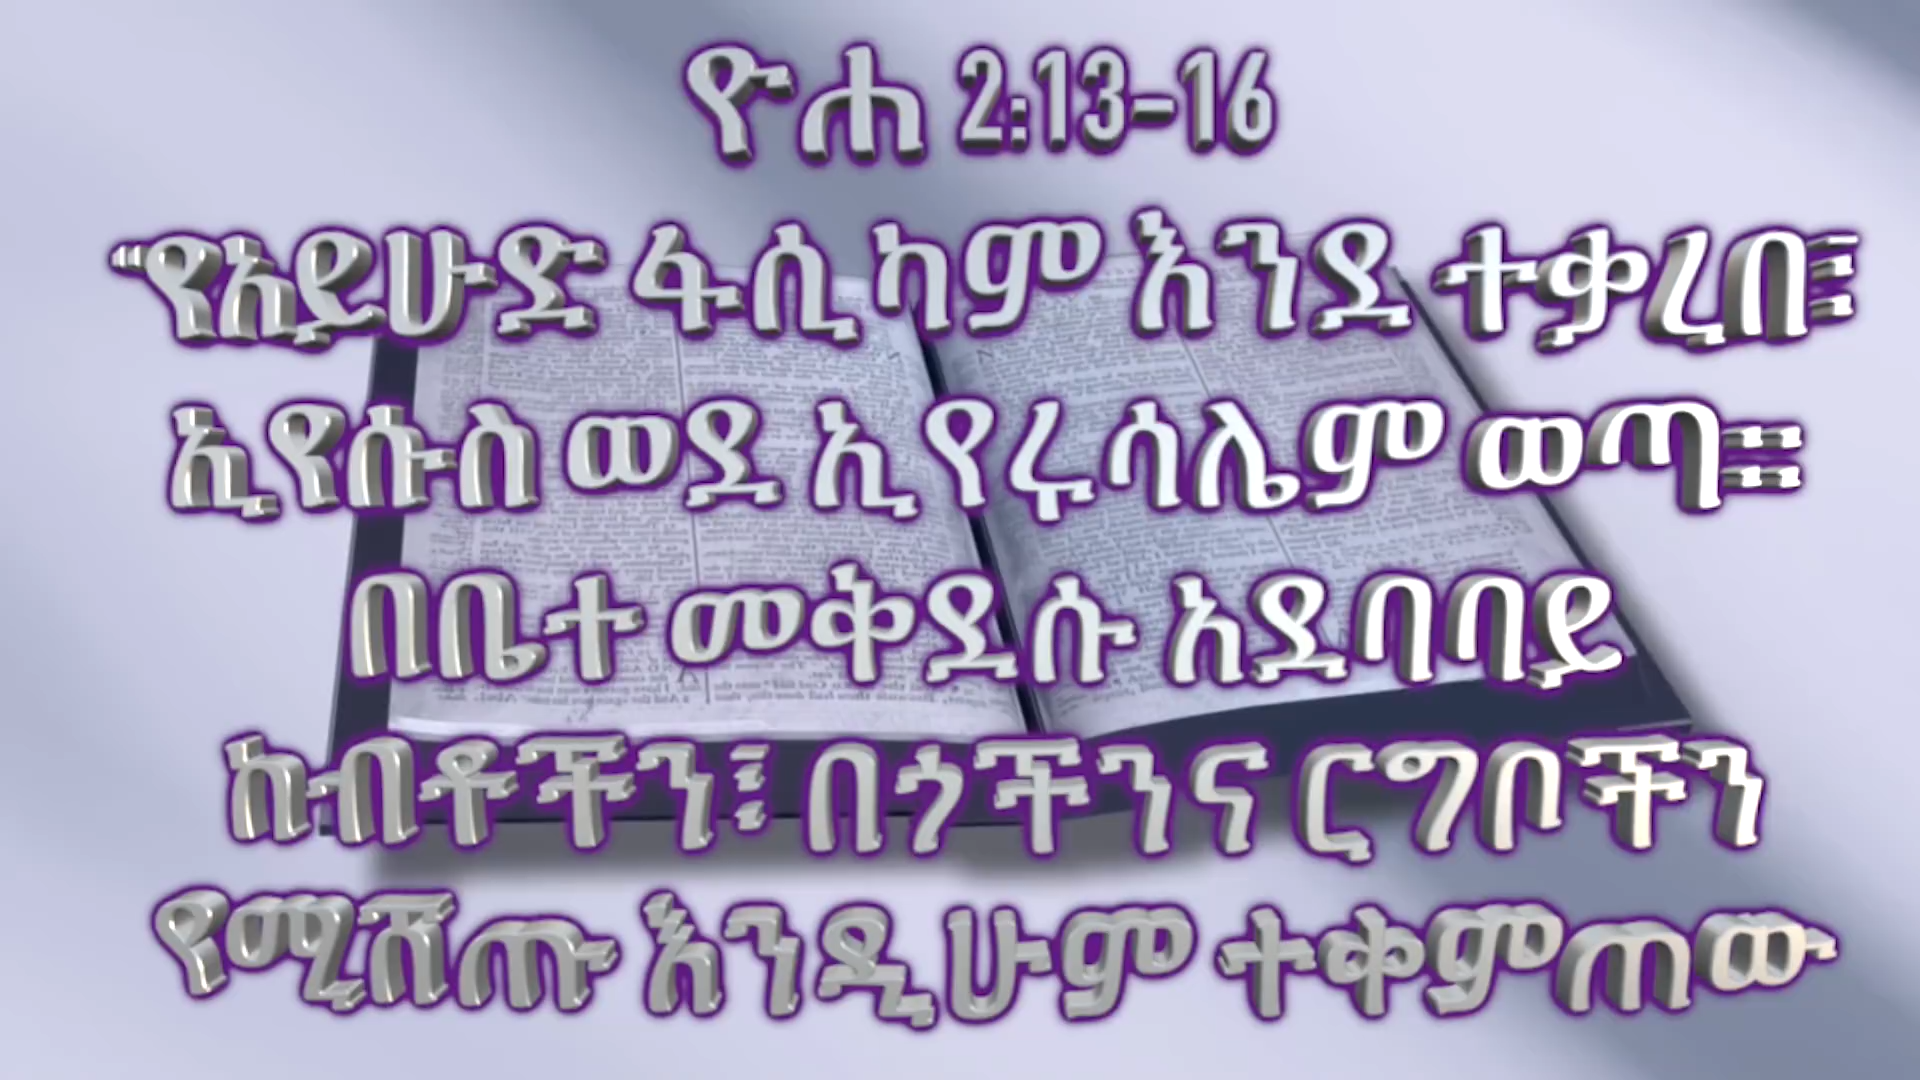 ዮሐ 2:13-16
“የአይሁድ ፋሲካም እንደ ተቃረበ፤
ኢየሱስ ወደ ኢየሩሳሌም ወጣ።
በቤተ መቅደሱ አደባባይ
ከብቶችን፤ በጎችንና ርግቦችን
የሚሸጡ እንዲሁም ተቀምጠው